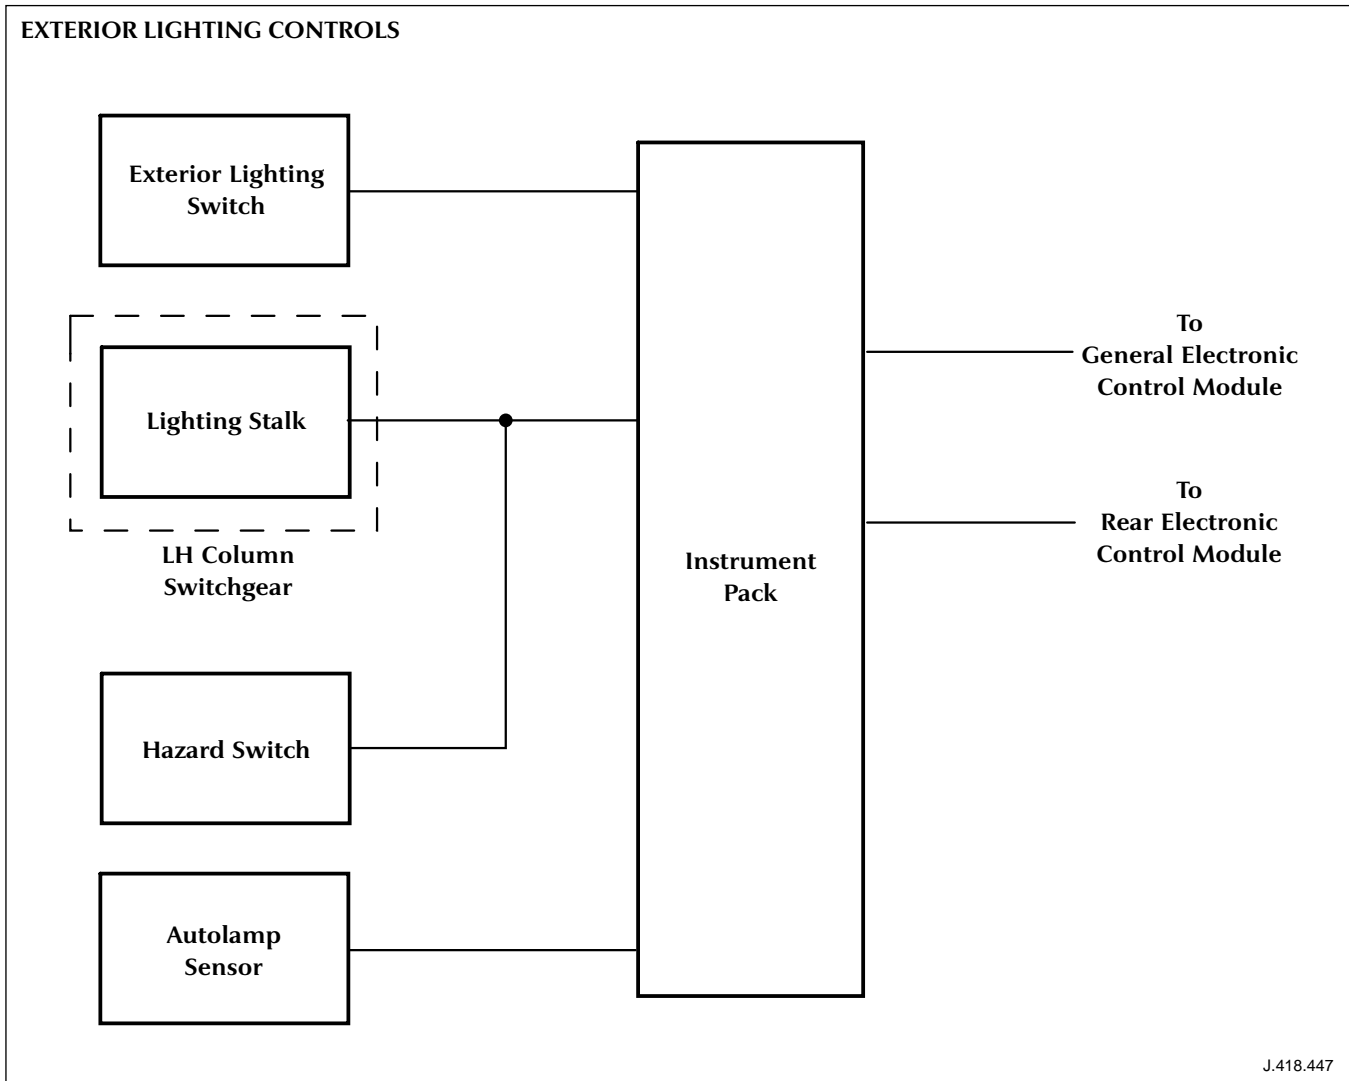 EXTERIOR LIGHTING CONTROLS
Exterior Lighting
Switch
Lighting Stalk
LH Column
Switchgear
Hazard Switch
Autolamp
Sensor
Instrument
Pack
To
General Electronic
Control Module
To
Rear Electronic
Control Module
J.418.447